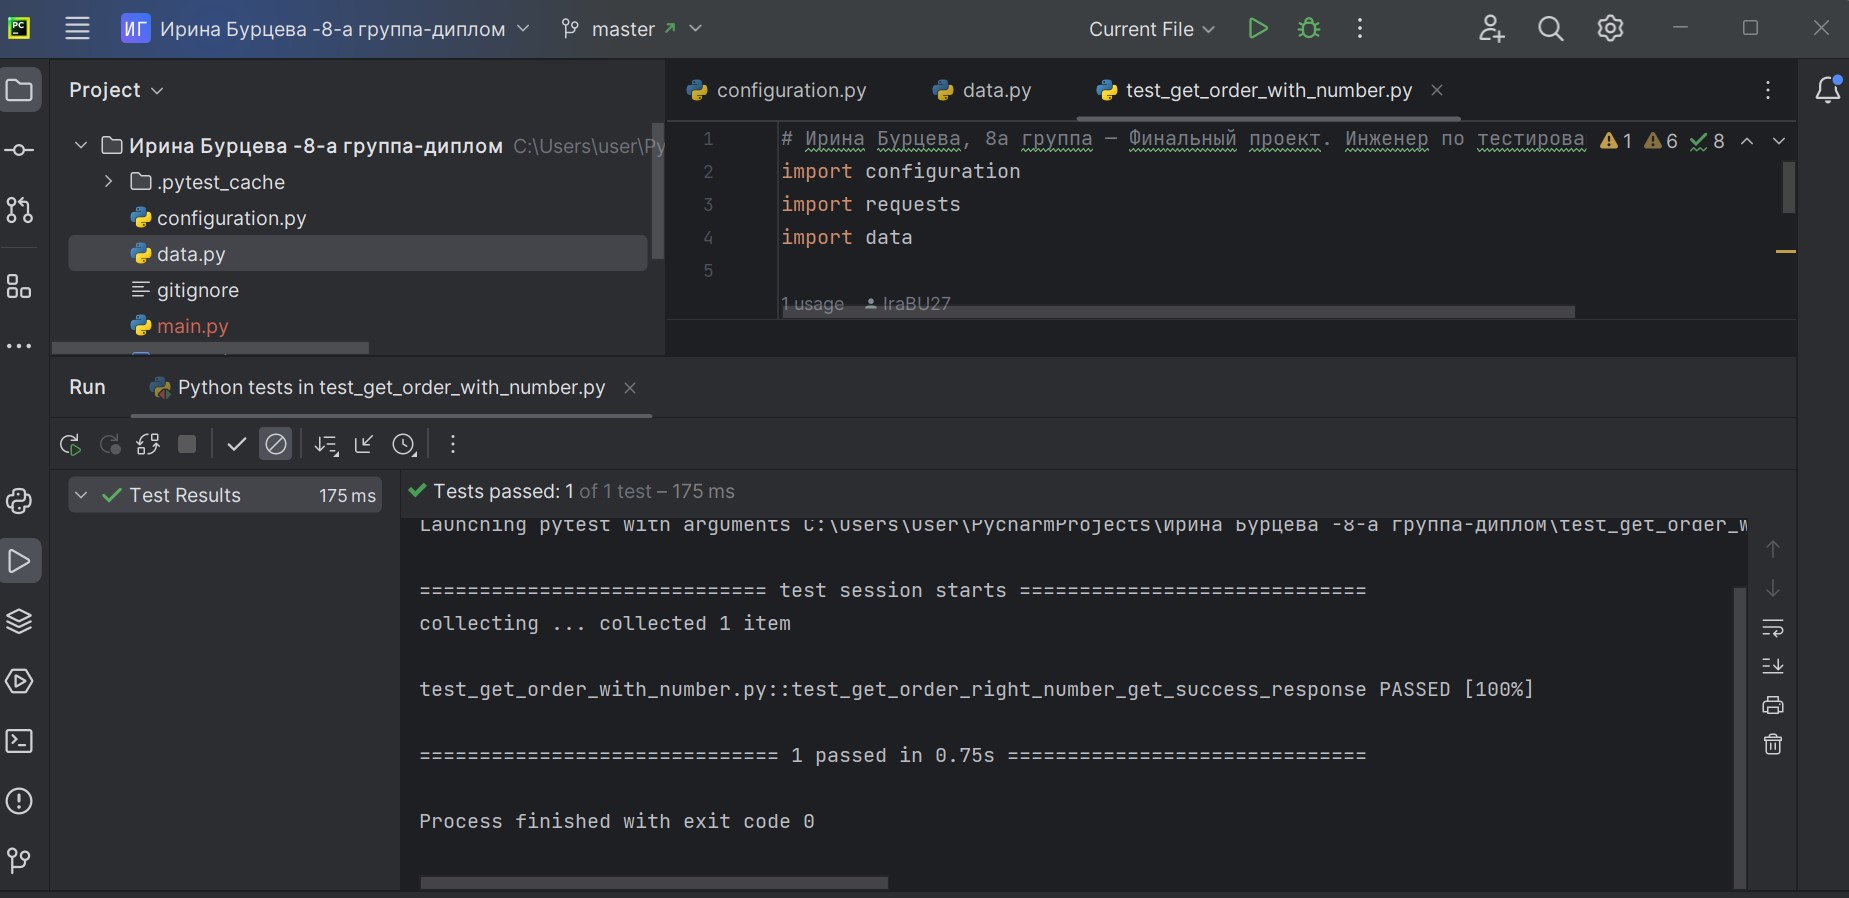 PC ИГ Ирина Бурцева -8-а группа-диплом master Current File
Project
Ирина Бурцева -8-а группа-диплом C:\Users\user\Py
.pytest_cache
configuration.py
data.py
gitignore
main.py
configuration.py data.py test_get_order_with_number.py
1 # Ирина Бурцева, 8а группа — Финальный проект. Инженер по тестирова 1 6 8
2 import configuration
3 import requests
4 import data
5
1 usage IraBU27
Run Python tests in test_get_order_with_number.py
Test Results 175 ms
Tests passed: 1 of 1 test – 175 ms
Launching pytest with arguments C:\Users\user\PycharmProjects\Ирина Бурцева -8-а группа-диплом\test_get_order_w
============================= test session starts =============================
collecting ... collected 1 item
test_get_order_with_number.py::test_get_order_right_number_get_success_response PASSED [100%]
============================== 1 passed in 0.75s ==============================
Process finished with exit code 0